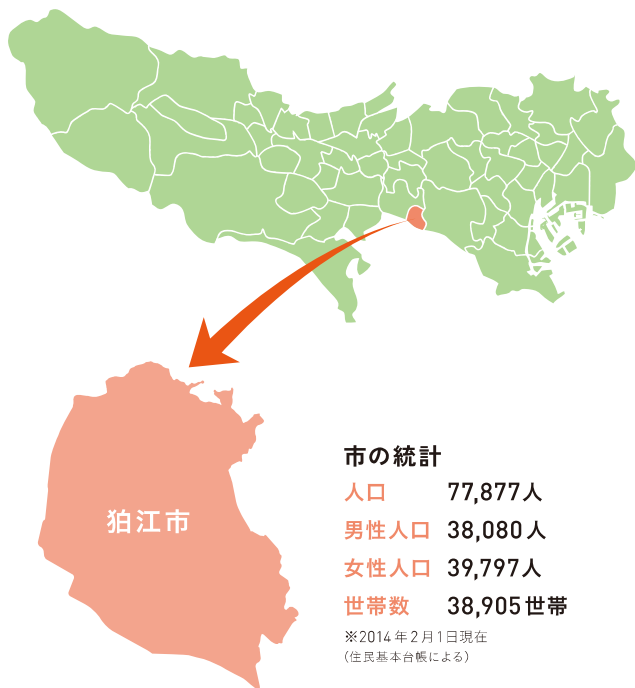 狛江市
市の統計
人口 77,877人
男性人口 38,080人
女性人口 39,797人
世帯数 38,905世帯
※2014年2月1日現在
(住民基本台帳による)